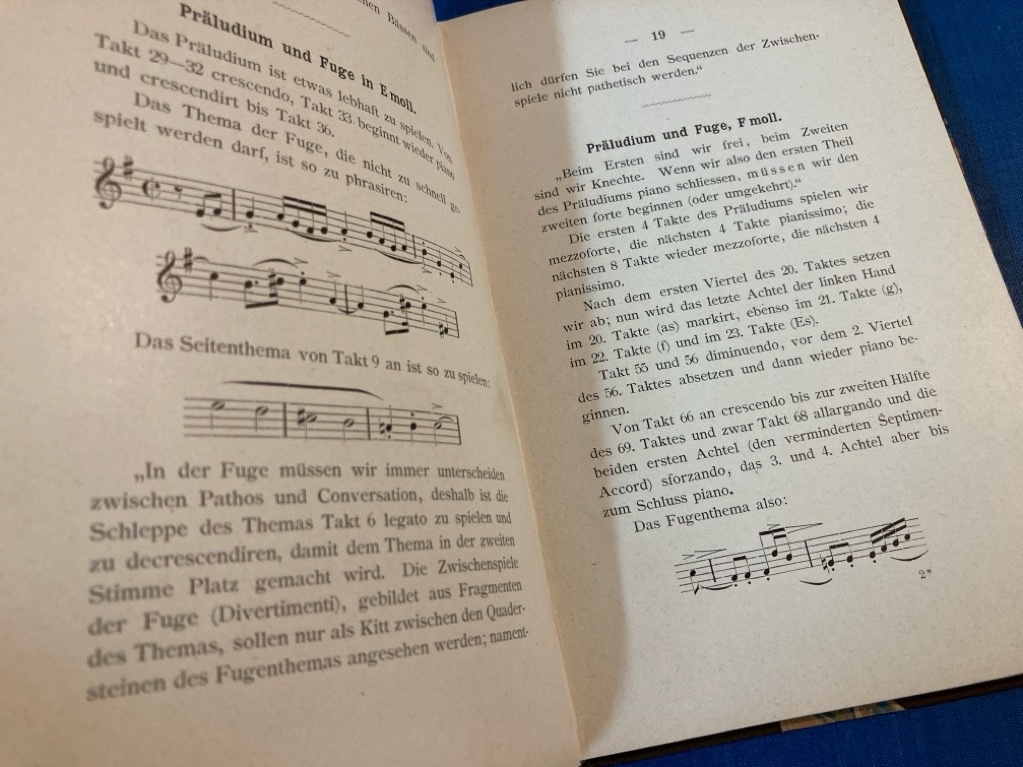 Bässen und
Präludium und Fuge in E moll.
Das Präludium ist etwas lebhaft zu spielen. Von
Takt 29—32 crescendo, Takt 33 beginnt wieder piano
und crescendirt bis Takt 36.
Das Thema der Fuge, die nicht zu schnell ge-
spielt werden darf, ist so zu phrasiren:
Das Seitenthema von Takt 9 an ist so zu spielen:
„In der Fuge müssen wir immer unterscheiden
zwischen Pathos und Conversation, deshalb ist die
Schleppe des Themas Takt 6 legato zu spielen und
zu decrescendiren, damit dem Thema in der zweiten
Stimme Platz gemacht wird. Die Zwischenspiele
der Fuge (Divertimenti), gebildet aus Fragmenten
des Themas, sollen nur als Kitt zwischen den Quader-
steinen des Fugenthemas angesehen werden; nament-
— 19 —
lich dürfen Sie bei den Sequenzen der Zwischen-
spiele nicht pathetisch werden.“
Präludium und Fuge, F moll.
„Beim Ersten sind wir frei, beim Zweiten
sind wir Knechte. Wenn wir also den ersten Theil
des Präludiums piano schliessen, müssen wir den
zweiten forte beginnen (oder umgekehrt).“
Die ersten 4 Takte des Präludiums spielen wir
mezzoforte, die nächsten 4 Takte pianissimo; die
nächsten 8 Takte wieder mezzoforte, die nächsten 4
pianissimo.
Nach dem ersten Viertel des 20. Taktes setzen
wir ab; nun wird das letzte Achtel der linken Hand
im 20. Takte (as) markirt, ebenso im 21. Takte (g),
im 22. Takte (f) und im 23. Takte (Es).
Takt 55 und 56 diminuendo, vor dem 2. Viertel
des 56. Taktes absetzen und dann wieder piano be-
ginnen.
Von Takt 66 an crescendo bis zur zweiten Hälfte
des 69. Taktes und zwar Takt 68 allargando und die
beiden ersten Achtel (den verminderten Septimen-
Accord) sforzando, das 3. und 4. Achtel aber bis
zum Schluss piano.
Das Fugenthema also:
2*